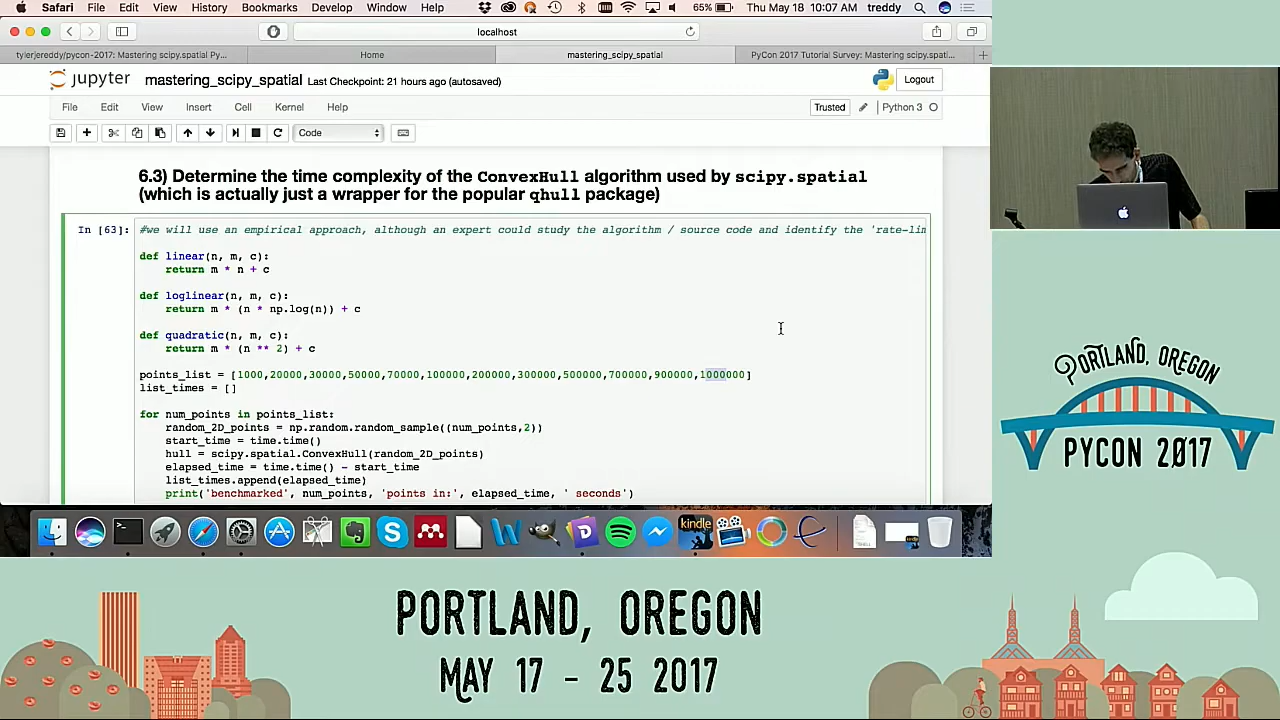 Safari File Edit View History Bookmarks Develop Window Help 65% Thu May 18 10:07 AM treddy
localhost
tylerjereddy/pycon-2017: Mastering scipy.spatial Py... Home mastering_scipy_spatial PyCon 2017 Tutorial Survey: Mastering scipy.spati...
jupyter mastering_scipy_spatial Last Checkpoint: 21 hours ago (autosaved) Logout
File Edit View Insert Cell Kernel Help Trusted Python 3
Code
6.3) Determine the time complexity of the ConvexHull algorithm used by scipy.spatial
(which is actually just a wrapper for the popular qhull package)
In [63]: #we will use an empirical approach, although an expert could study the algorithm / source code and identify the 'rate-lin
def linear(n, m, c):
return m * n + c
def loglinear(n, m, c):
return m * (n * np.log(n)) + c
def quadratic(n, m, c):
return m * (n ** 2) + c
points_list = [1000,20000,30000,50000,70000,100000,200000,300000,500000,700000,900000,1000000]
list_times = []
for num_points in points_list:
random_2D_points = np.random.random_sample((num_points,2))
start_time = time.time()
hull = scipy.spatial.ConvexHull(random_2D_points)
elapsed_time = time.time() - start_time
list_times.append(elapsed_time)
print('benchmarked', num_points, 'points in:', elapsed_time, ' seconds')
kindle
PORTLAND, OREGON
PYCON 2017
PORTLAND, OREGON
MAY 17 - 25 2017